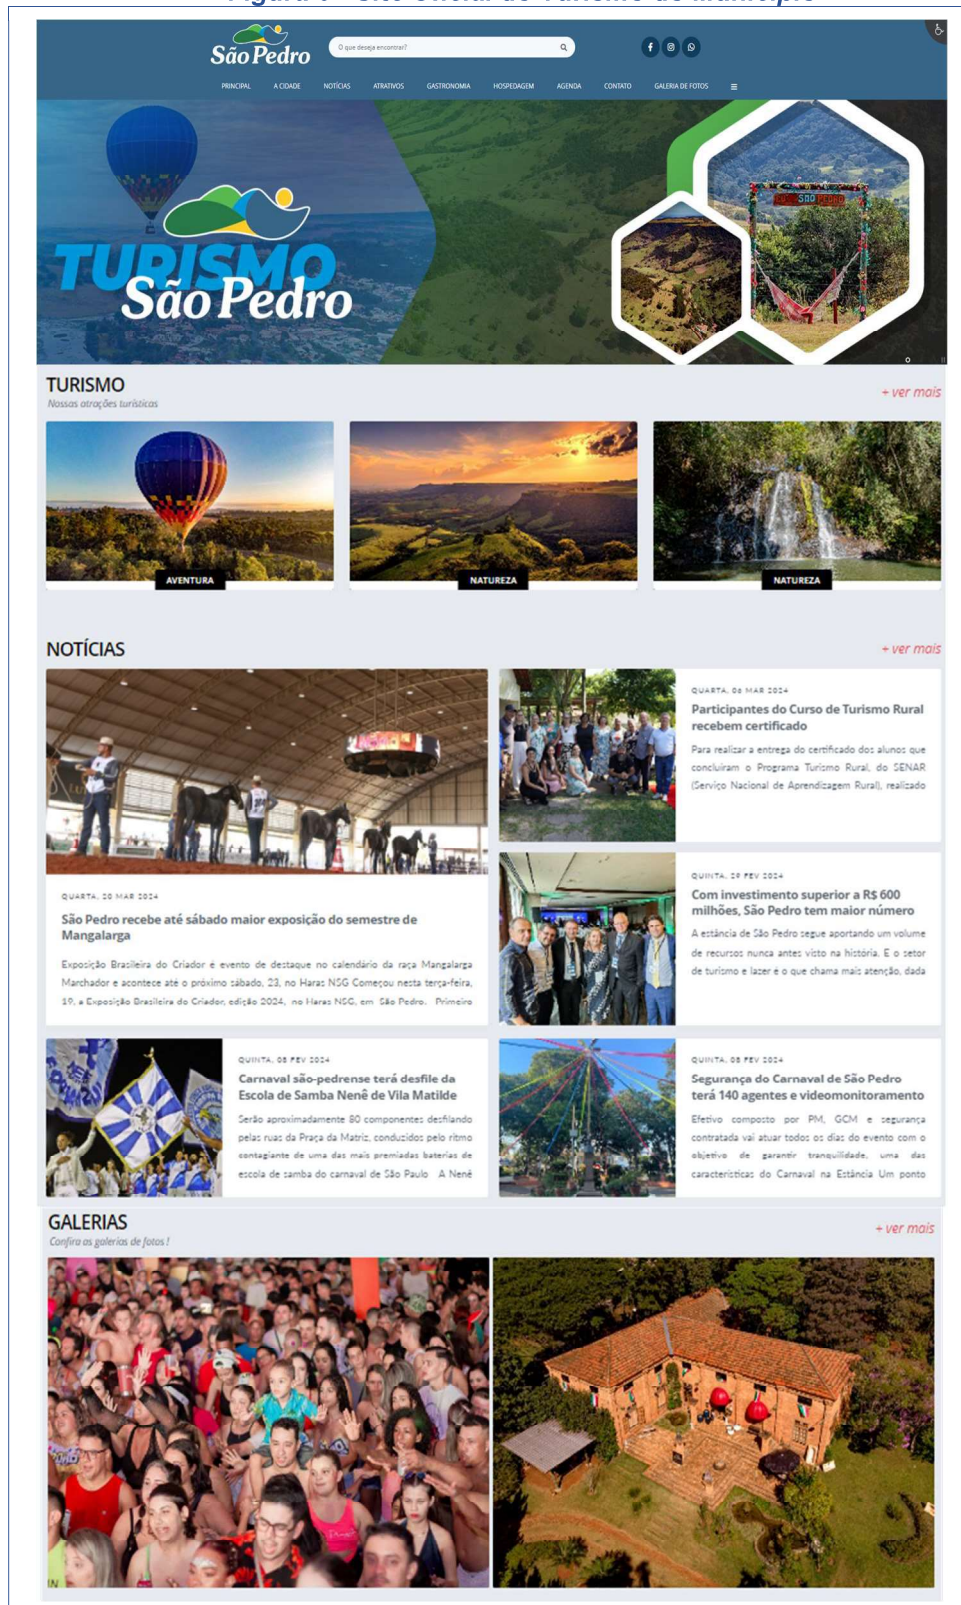 Site Oficial de Turismo do Município
São Pedro
O que deseja encontrar?
PRINCIPAL A CIDADE NOTÍCIAS ATRATIVOS GASTRONOMIA HOSPEDAGEM AGENDA CONTATO GALERIA DE FOTOS
SÃO PEDRO
TURISMO
São Pedro
TURISMO
Nossas atrações turísticas
+ ver mais
AVENTURA
NATUREZA
NATUREZA
NOTÍCIAS
+ ver mais
QUARTA, 20 MAR 2024
São Pedro recebe até sábado maior exposição do semestre de
Mangalarga
Exposição Brasileira do Criador é evento de destaque no calendário da raça Mangalarga
Marchador e acontece até o próximo sábado, 23, no Haras NSG Começou nesta terça-feira,
19, a Exposição Brasileira do Criador, edição 2024, no Haras NSG, em São Pedro. Primeiro
QUARTA, 06 MAR 2024
Participantes do Curso de Turismo Rural
recebem certificado
Para realizar a entrega do certificado dos alunos que
concluíram o Programa Turismo Rural, do SENAR
(Serviço Nacional de Aprendizagem Rural), realizado
QUINTA, 29 FEV 2024
Com investimento superior a R$ 600
milhões, São Pedro tem maior número
A estância de São Pedro segue aportando um volume
de recursos nunca antes visto na história. E o setor
de turismo e lazer é o que chama mais atenção, dada
QUINTA, 08 FEV 2024
Carnaval são-pedrense terá desfile da
Escola de Samba Nenê de Vila Matilde
Serão aproximadamente 80 componentes desfilando
pelas ruas da Praça da Matriz, conduzidos pelo ritmo
contagiante de uma das mais premiadas baterias de
escola de samba do carnaval de São Paulo A Nenê
QUINTA, 08 FEV 2024
Segurança do Carnaval de São Pedro
terá 140 agentes e videomonitoramento
Efetivo composto por PM, GCM e segurança
contratada vai atuar todos os dias do evento com o
objetivo de garantir tranquilidade, uma das
características do Carnaval na Estância Um ponto
GALERIAS
Confira as galerias de fotos !
+ ver mais